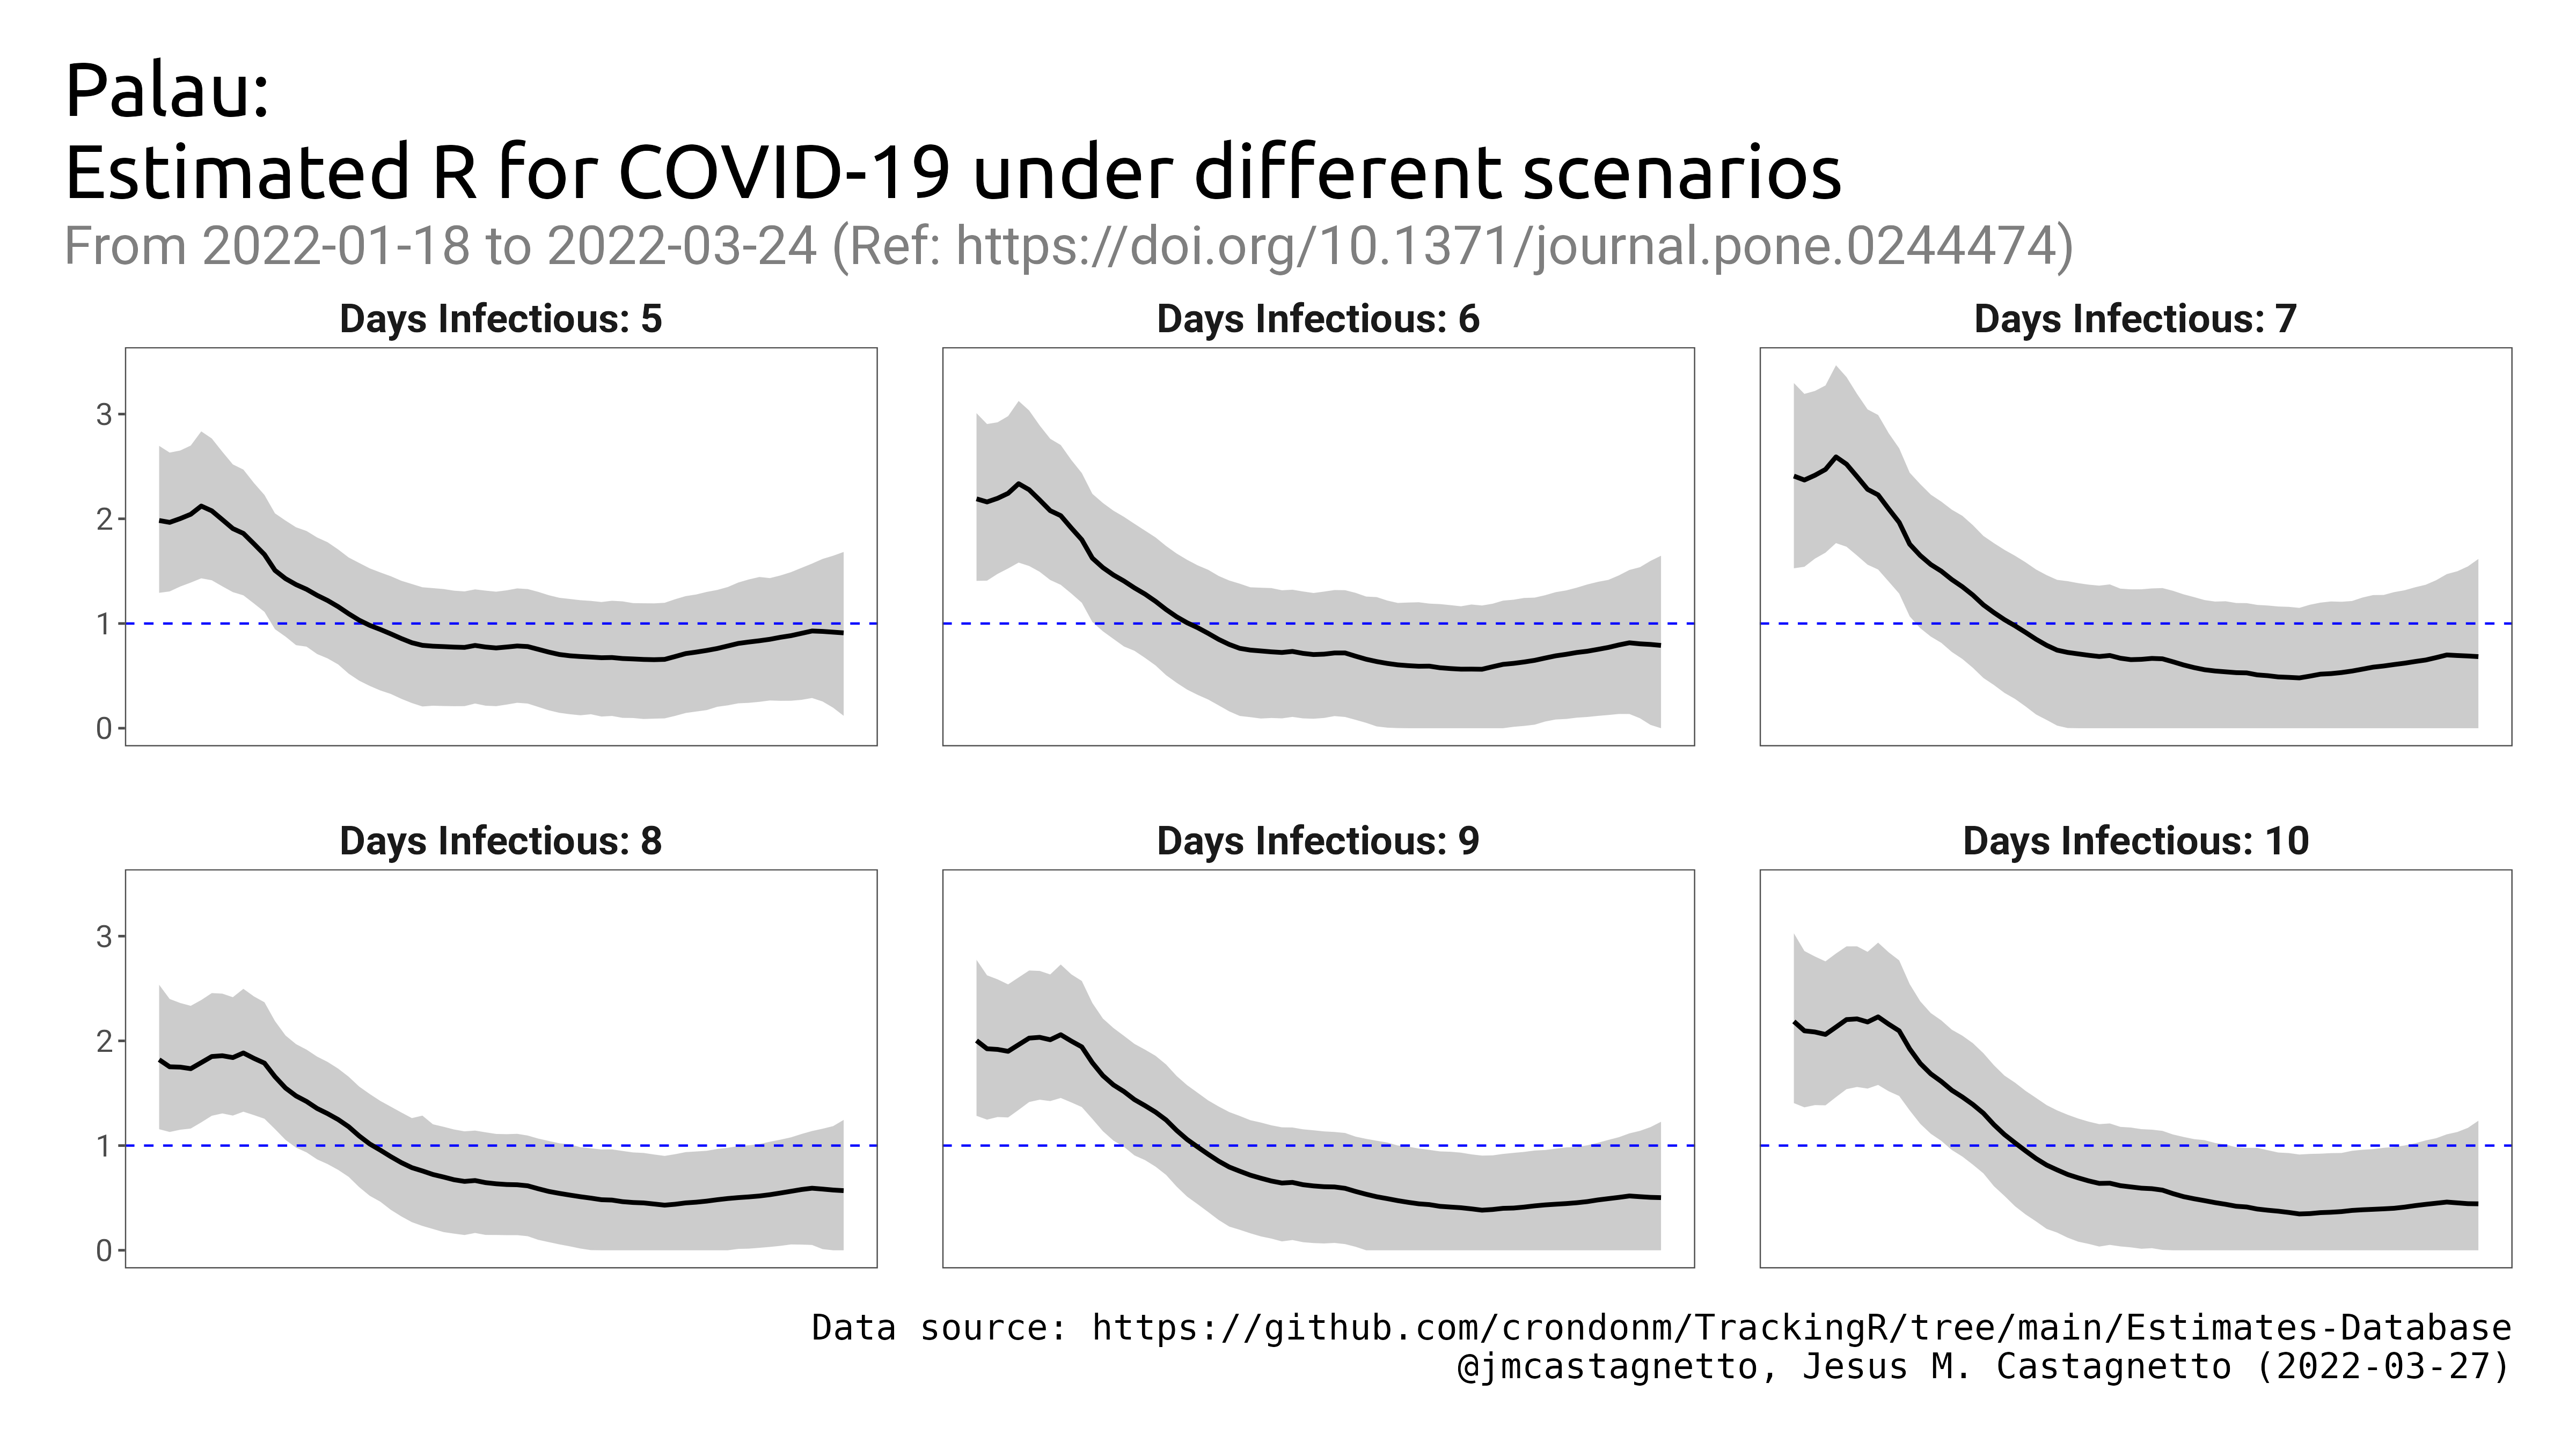 Palau:
Estimated R for COVID-19 under different scenarios
From 2022-01-18 to 2022-03-24 (Ref: https://doi.org/10.1371/journal.pone.0244474)
Days Infectious: 5
Days Infectious: 6
Days Infectious: 7
3
2
1
0
Days Infectious: 8
Days Infectious: 9
Days Infectious: 10
3
2
1
0
Data source: https://github.com/crondonm/TrackingR/tree/main/Estimates-Database
@jmcastagnetto, Jesus M. Castagnetto (2022-03-27)